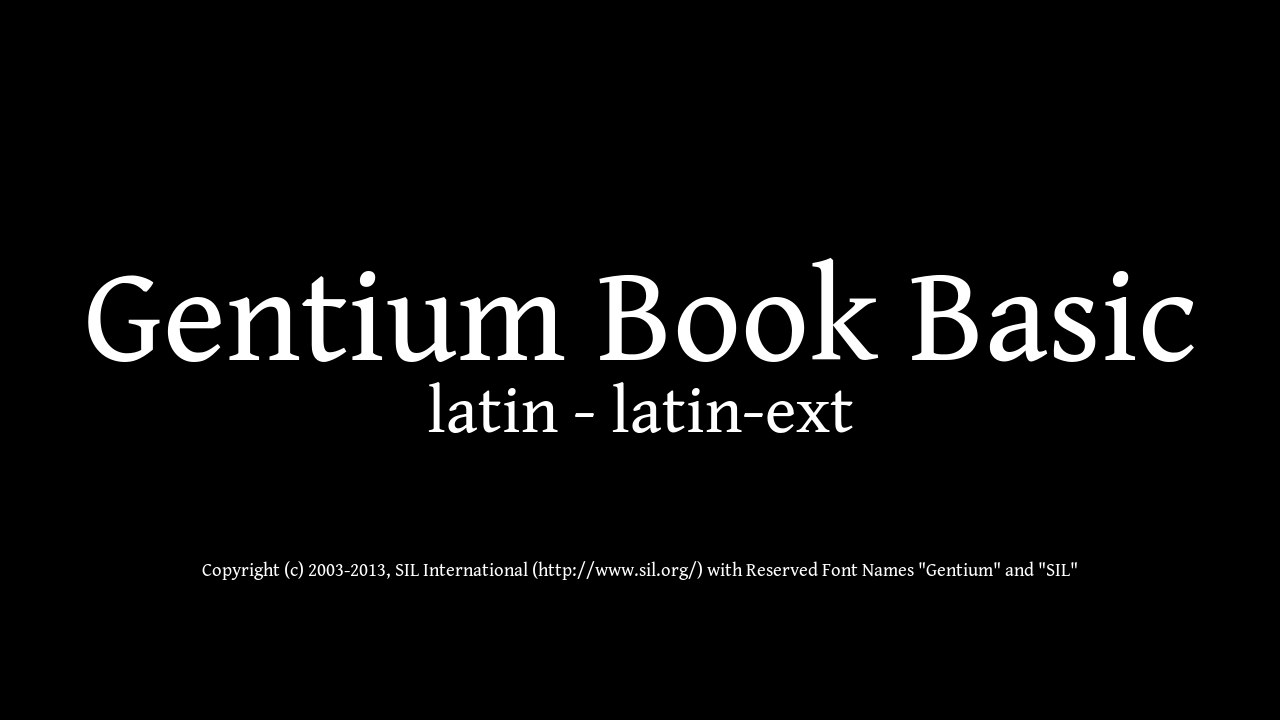 Gentium Book Basic
latin - latin-ext
Copyright (c) 2003-2013, SIL International (http://www.sil.org/) with Reserved Font Names "Gentium" and "SIL"